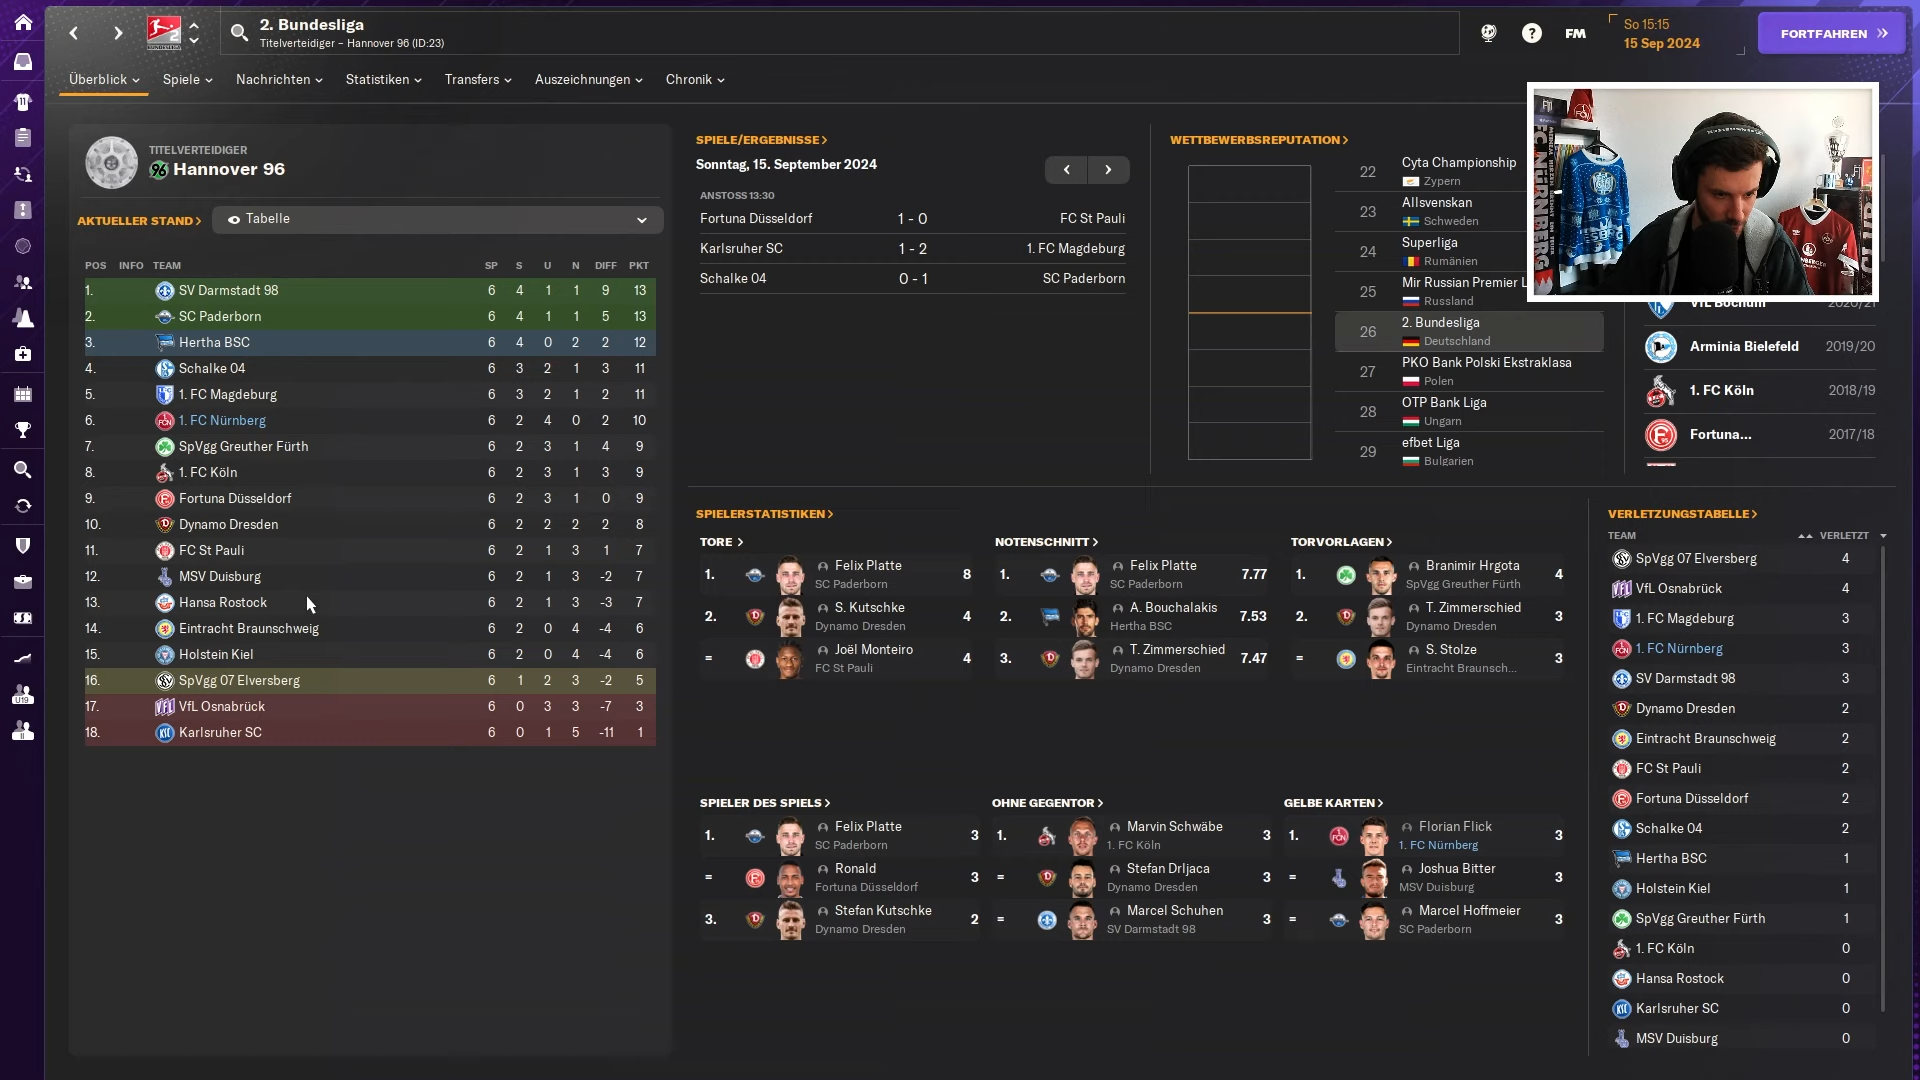 2. Bundesliga
Titelverteidiger – Hannover 96 (ID:23)
FM
So 15:15
15 Sep 2024
FORTFAHREN
Überblick
Spiele
Nachrichten
Statistiken
Transfers
Auszeichnungen
Chronik
TITELVERTEIDIGER
Hannover 96
AKTUELLER STAND
Tabelle
POS INFO TEAM SP S U N DIFF PKT
1. SV Darmstadt 98 6 4 1 1 9 13
2. SC Paderborn 6 4 1 1 5 13
3. Hertha BSC 6 4 0 2 2 12
4. Schalke 04 6 3 2 1 3 11
5. 1. FC Magdeburg 6 3 2 1 2 11
6. 1. FC Nürnberg 6 2 4 0 2 10
7. SpVgg Greuther Fürth 6 2 3 1 4 9
8. 1. FC Köln 6 2 3 1 3 9
9. Fortuna Düsseldorf 6 2 3 1 0 9
10. Dynamo Dresden 6 2 2 2 2 8
11. FC St Pauli 6 2 1 3 1 7
12. MSV Duisburg 6 2 1 3 -2 7
13. Hansa Rostock 6 2 1 3 -3 7
14. Eintracht Braunschweig 6 2 0 4 -4 6
15. Holstein Kiel 6 2 0 4 -4 6
16. SpVgg 07 Elversberg 6 1 2 3 -2 5
17. VfL Osnabrück 6 0 3 3 -7 3
18. Karlsruher SC 6 0 1 5 -11 1
SPIELE/ERGEBNISSE
Sonntag, 15. September 2024
ANSTOSS 13:30
Fortuna Düsseldorf 1 - 0 FC St Pauli
Karlsruher SC 1 - 2 1. FC Magdeburg
Schalke 04 0 - 1 SC Paderborn
WETTBEWERBSREPUTATION
22 Cyta Championship
Zypern
23 Allsvenskan
Schweden
24 Superliga
Rumänien
25 Mir Russian Premier L
Russland
26 2. Bundesliga
Deutschland
27 PKO Bank Polski Ekstraklasa
Polen
28 OTP Bank Liga
Ungarn
29 efbet Liga
Bulgarien
VfL Bochum 2020/21
Arminia Bielefeld 2019/20
1. FC Köln 2018/19
Fortuna... 2017/18
SPIELERSTATISTIKEN
TORE
1. Felix Platte 8
SC Paderborn
2. S. Kutschke 4
Dynamo Dresden
= Joël Monteiro 4
FC St Pauli
NOTENSCHNITT
1. Felix Platte 7.77
SC Paderborn
2. A. Bouchalakis 7.53
Hertha BSC
3. T. Zimmerschied 7.47
Dynamo Dresden
TORVORLAGEN
1. Branimir Hrgota 4
SpVgg Greuther Fürth
2. T. Zimmerschied 3
Dynamo Dresden
= S. Stolze 3
Eintracht Braunsch...
SPIELER DES SPIELS
1. Felix Platte 3
SC Paderborn
= Ronald 3
Fortuna Düsseldorf
3. Stefan Kutschke 2
Dynamo Dresden
OHNE GEGENTOR
1. Marvin Schwäbe 3
1. FC Köln
= Stefan Drljaca 3
Dynamo Dresden
= Marcel Schuhen 3
SV Darmstadt 98
GELBE KARTEN
1. Florian Flick 3
1. FC Nürnberg
= Joshua Bitter 3
MSV Duisburg
= Marcel Hoffmeier 3
SC Paderborn
VERLETZUNGSTABELLE
TEAM VERLETZT
SpVgg 07 Elversberg 4
VfL Osnabrück 4
1. FC Magdeburg 3
1. FC Nürnberg 3
SV Darmstadt 98 3
Dynamo Dresden 2
Eintracht Braunschweig 2
FC St Pauli 2
Fortuna Düsseldorf 2
Schalke 04 2
Hertha BSC 1
Holstein Kiel 1
SpVgg Greuther Fürth 1
1. FC Köln 0
Hansa Rostock 0
Karlsruher SC 0
MSV Duisburg 0